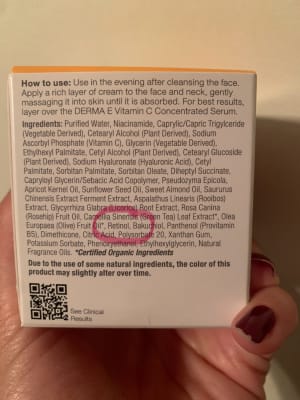 How to use: Use in the evening after cleansing the face.
Apply a rich layer of cream to the face and neck, gently
massaging it into skin until it is absorbed. For best results,
layer over the DERMA E Vitamin C Concentrated Serum.
Ingredients: Purified Water, Niacinamide, Caprylic/Capric Triglyceride
(Vegetable Derived), Cetearyl Alcohol (Plant Derived), Sodium
Ascorbyl Phosphate (Vitamin C), Glycerin (Vegetable Derived),
Ethylhexyl Palmitate, Cetyl Alcohol (Plant Derived), Cetearyl Glucoside
(Plant Derived), Sodium Hyaluronate (Hyaluronic Acid), Cetyl
Palmitate, Sorbitan Palmitate, Sorbitan Oleate, Dileptyl Succinate,
Capryloyl Glycerin/Sebacic Acid Copolymer, Pseudozyma Epicola,
Apricot Kernel Oil, Sunflower Seed Oil, Sweet Almond Oil, Saururus
Chinensis Extract Ferment Extract, Aspalathus Linearis (Rooibos)
Extract, Glycyrrhiza Glabra (Licorice) Root Extract, Rosa Canina
(Rosehip) Fruit Oil, Camellia Sinensis (Green Tea) Leaf Extract*, Olea
Europaea (Olive) Fruit Oil*, Retinol, Bakuchiol, Panthenol (Provitamin
B5), Dimethicone, Citric Acid, Polysorbate 20, Xanthan Gum,
Potassium Sorbate, Phenoxyethanol, Ethylhexylglycerin, Natural
Fragrance Oils. *Certified Organic Ingredients
Due to the use of some natural ingredients, the color of this
product may slightly alter over time.
See Clinical
Results